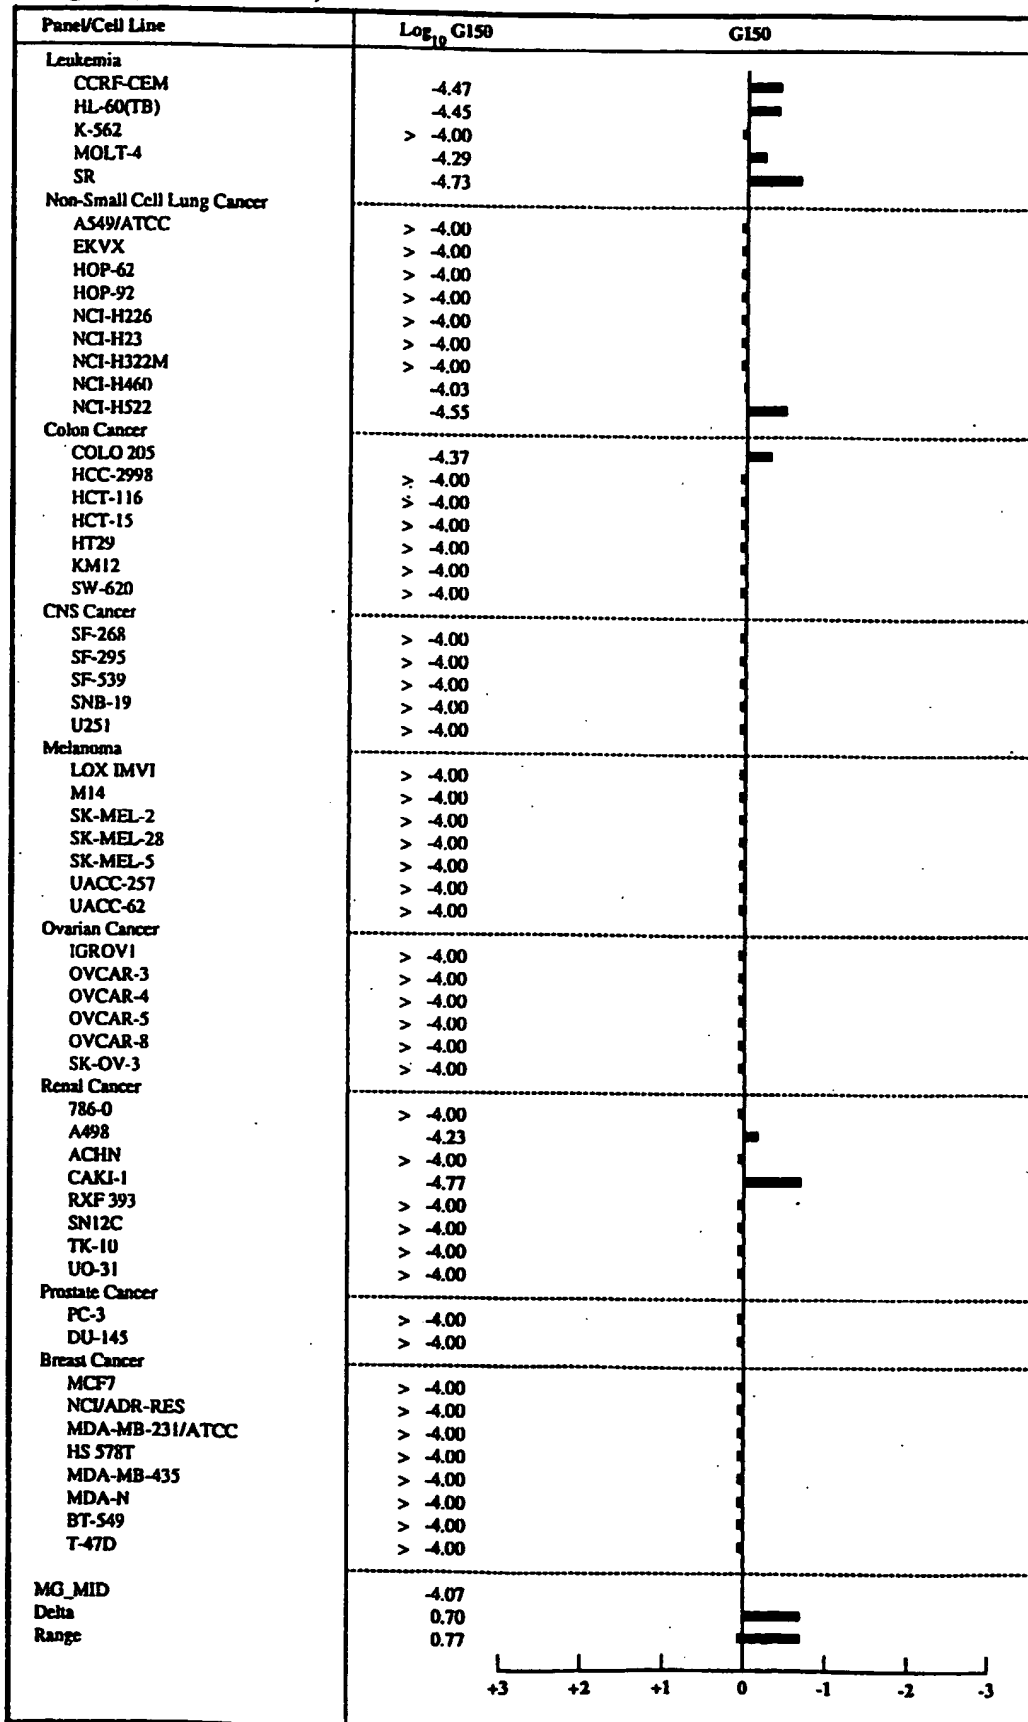 Panel/Cell Line Log10 G150 G150
Leukemia
CCRF-CEM -4.47
HL-60(TB) -4.45
K-562 > -4.00
MOLT-4 -4.29
SR -4.73
Non-Small Cell Lung Cancer
A549/ATCC > -4.00
EKVX > -4.00
HOP-62 > -4.00
HOP-92 > -4.00
NCI-H226 > -4.00
NCI-H23 > -4.00
NCI-H322M > -4.00
NCI-H460 -4.03
NCI-H522 -4.55
Colon Cancer
COLO 205 -4.37
HCC-2998 > -4.00
HCT-116 > -4.00
HCT-15 > -4.00
HT29 > -4.00
KM12 > -4.00
SW-620 > -4.00
CNS Cancer
SF-268 > -4.00
SF-295 > -4.00
SF-539 > -4.00
SNB-19 > -4.00
U251 > -4.00
Melanoma
LOX IMVI > -4.00
M14 > -4.00
SK-MEL-2 > -4.00
SK-MEL-28 > -4.00
SK-MEL-5 > -4.00
UACC-257 > -4.00
UACC-62 > -4.00
Ovarian Cancer
IGROV1 > -4.00
OVCAR-3 > -4.00
OVCAR-4 > -4.00
OVCAR-5 > -4.00
OVCAR-8 > -4.00
SK-OV-3 > -4.00
Renal Cancer
786-0 > -4.00
A498 -4.23
ACHN > -4.00
CAKI-1 -4.77
RXF 393 > -4.00
SN12C > -4.00
TK-10 > -4.00
UO-31 > -4.00
Prostate Cancer
PC-3 > -4.00
DU-145 > -4.00
Breast Cancer
MCF7 > -4.00
NCI/ADR-RES > -4.00
MDA-MB-231/ATCC > -4.00
HS 578T > -4.00
MDA-MB-435 > -4.00
MDA-N > -4.00
BT-549 > -4.00
T-47D > -4.00
MG_MID -4.07
Delta 0.70
Range 0.77
+3 +2 +1 0 -1 -2 -3